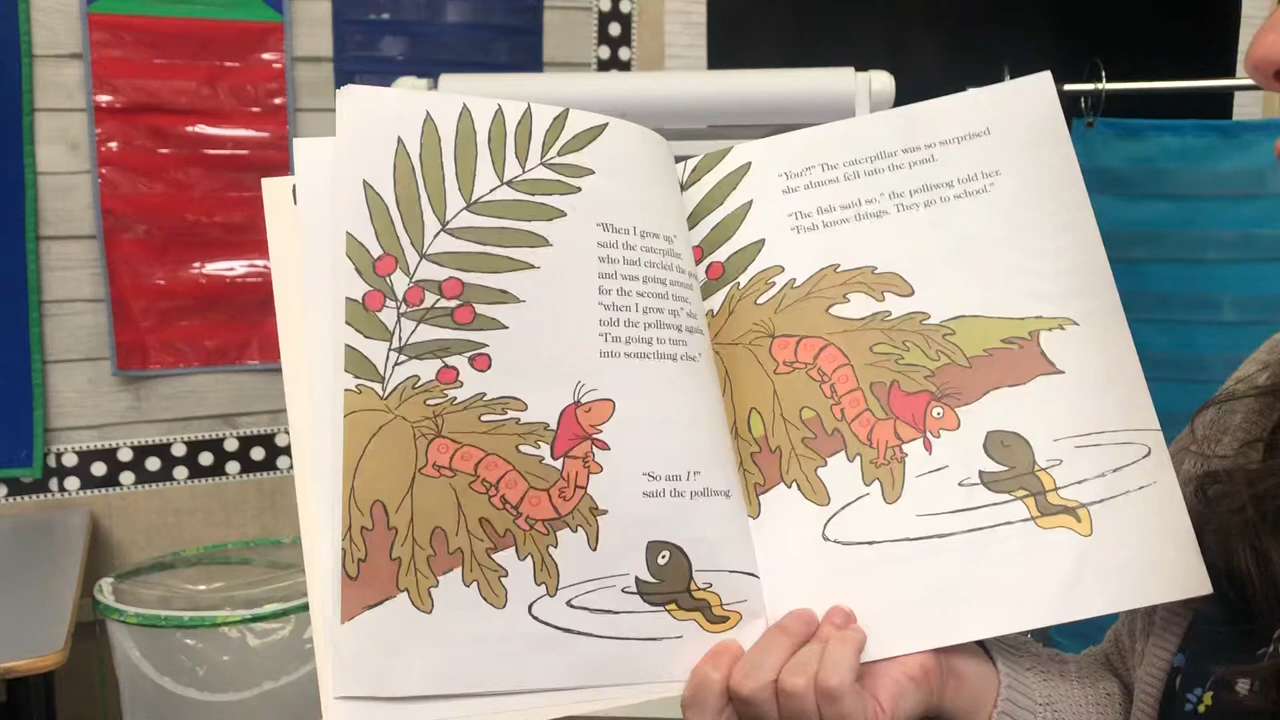 “When I grow up,”
said the caterpillar,
who had circled the pond
and was going around
for the second time,
“when I grow up,” she
told the polliwog again,
“I’m going to turn
into something else.”
“So am I!”
said the polliwog.
“You?!” The caterpillar was so surprised
she almost fell into the pond.
“The fish said so,” the polliwog told her.
“Fish know things. They go to school.”